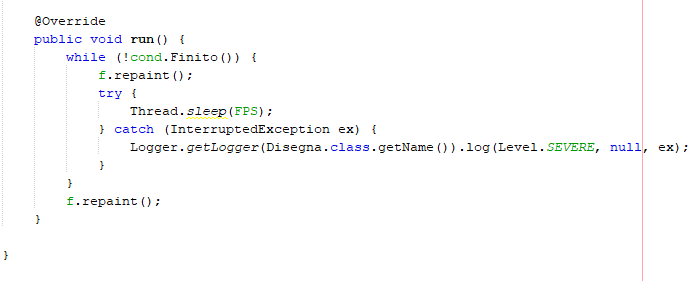 @Override
public void run() {
while (!cond.Finito()) {
f.repaint();
try {
Thread.sleep(FPS);
} catch (InterruptedException ex) {
Logger.getLogger(Disegna.class.getName()).log(Level.SEVERE, null, ex);
}
}
f.repaint();
}
}